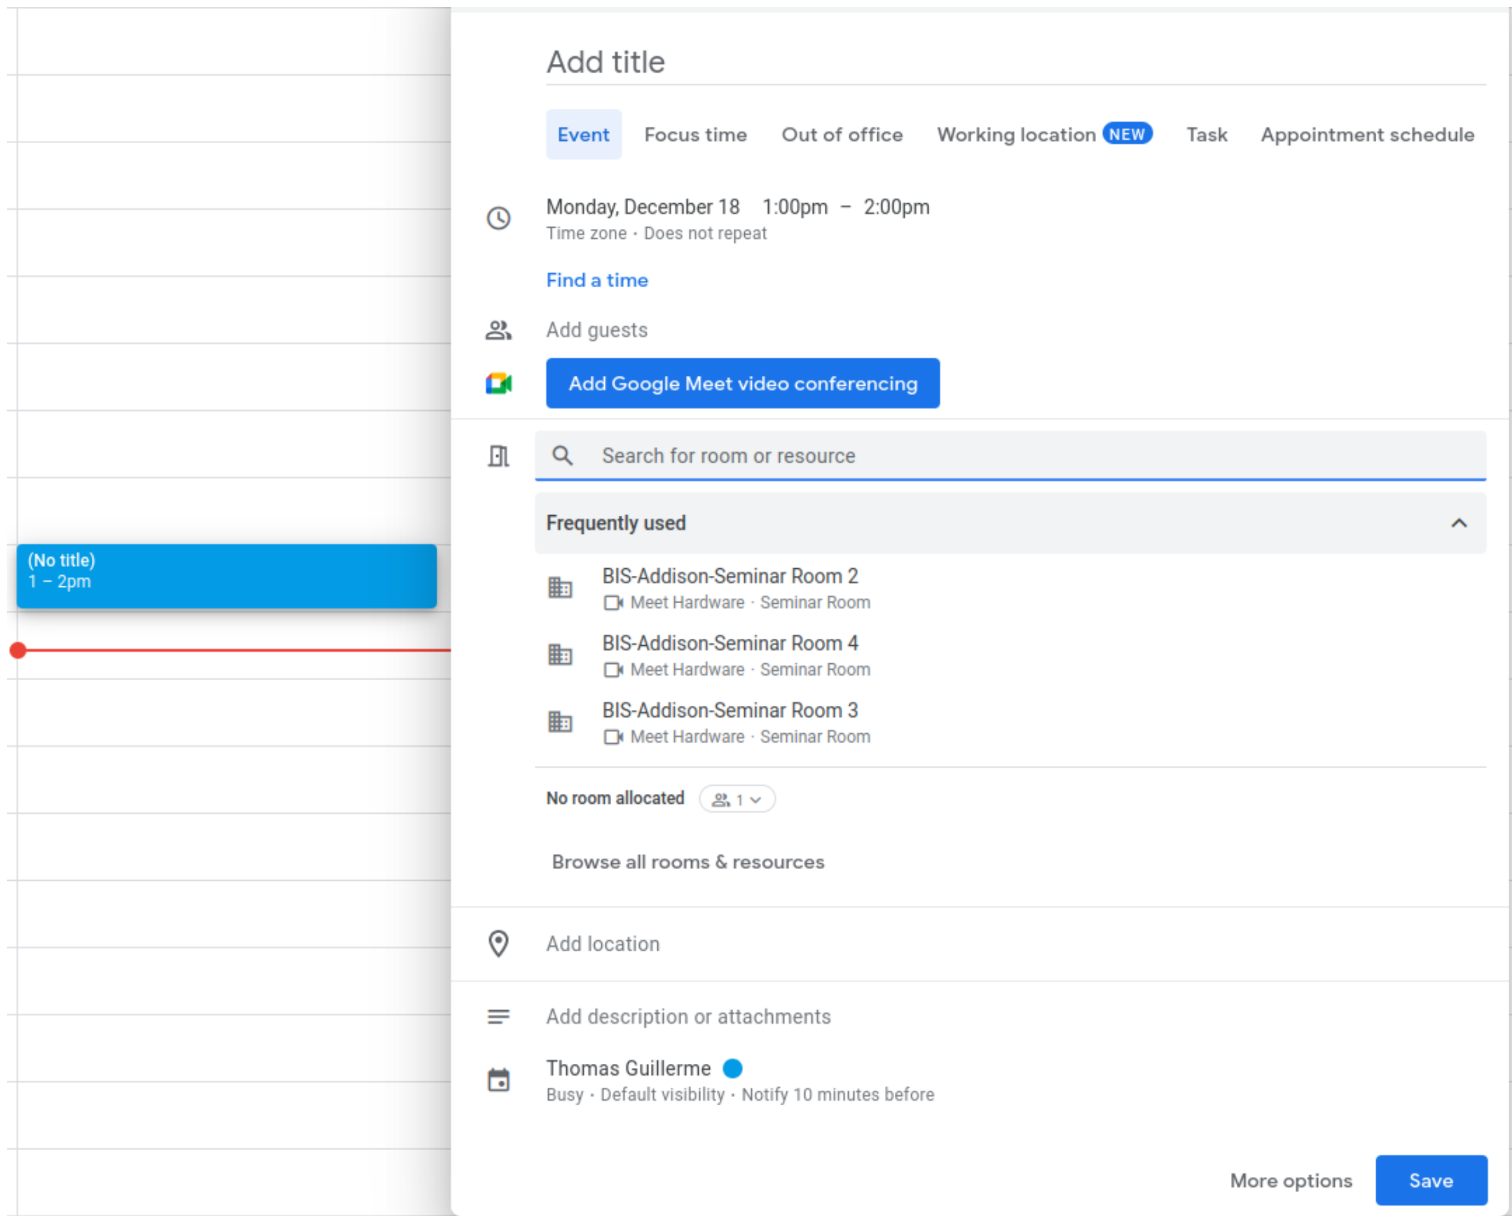 Add title
Event Focus time Out of office Working location NEW Task Appointment schedule
Monday, December 18 1:00pm – 2:00pm
Time zone · Does not repeat
Find a time
Add guests
Add Google Meet video conferencing
Search for room or resource
Frequently used
(No title)
1 – 2pm
BIS-Addison-Seminar Room 2
Meet Hardware · Seminar Room
BIS-Addison-Seminar Room 4
Meet Hardware · Seminar Room
BIS-Addison-Seminar Room 3
Meet Hardware · Seminar Room
No room allocated 1
Browse all rooms & resources
Add location
Add description or attachments
Thomas Guillerme
Busy · Default visibility · Notify 10 minutes before
More options Save